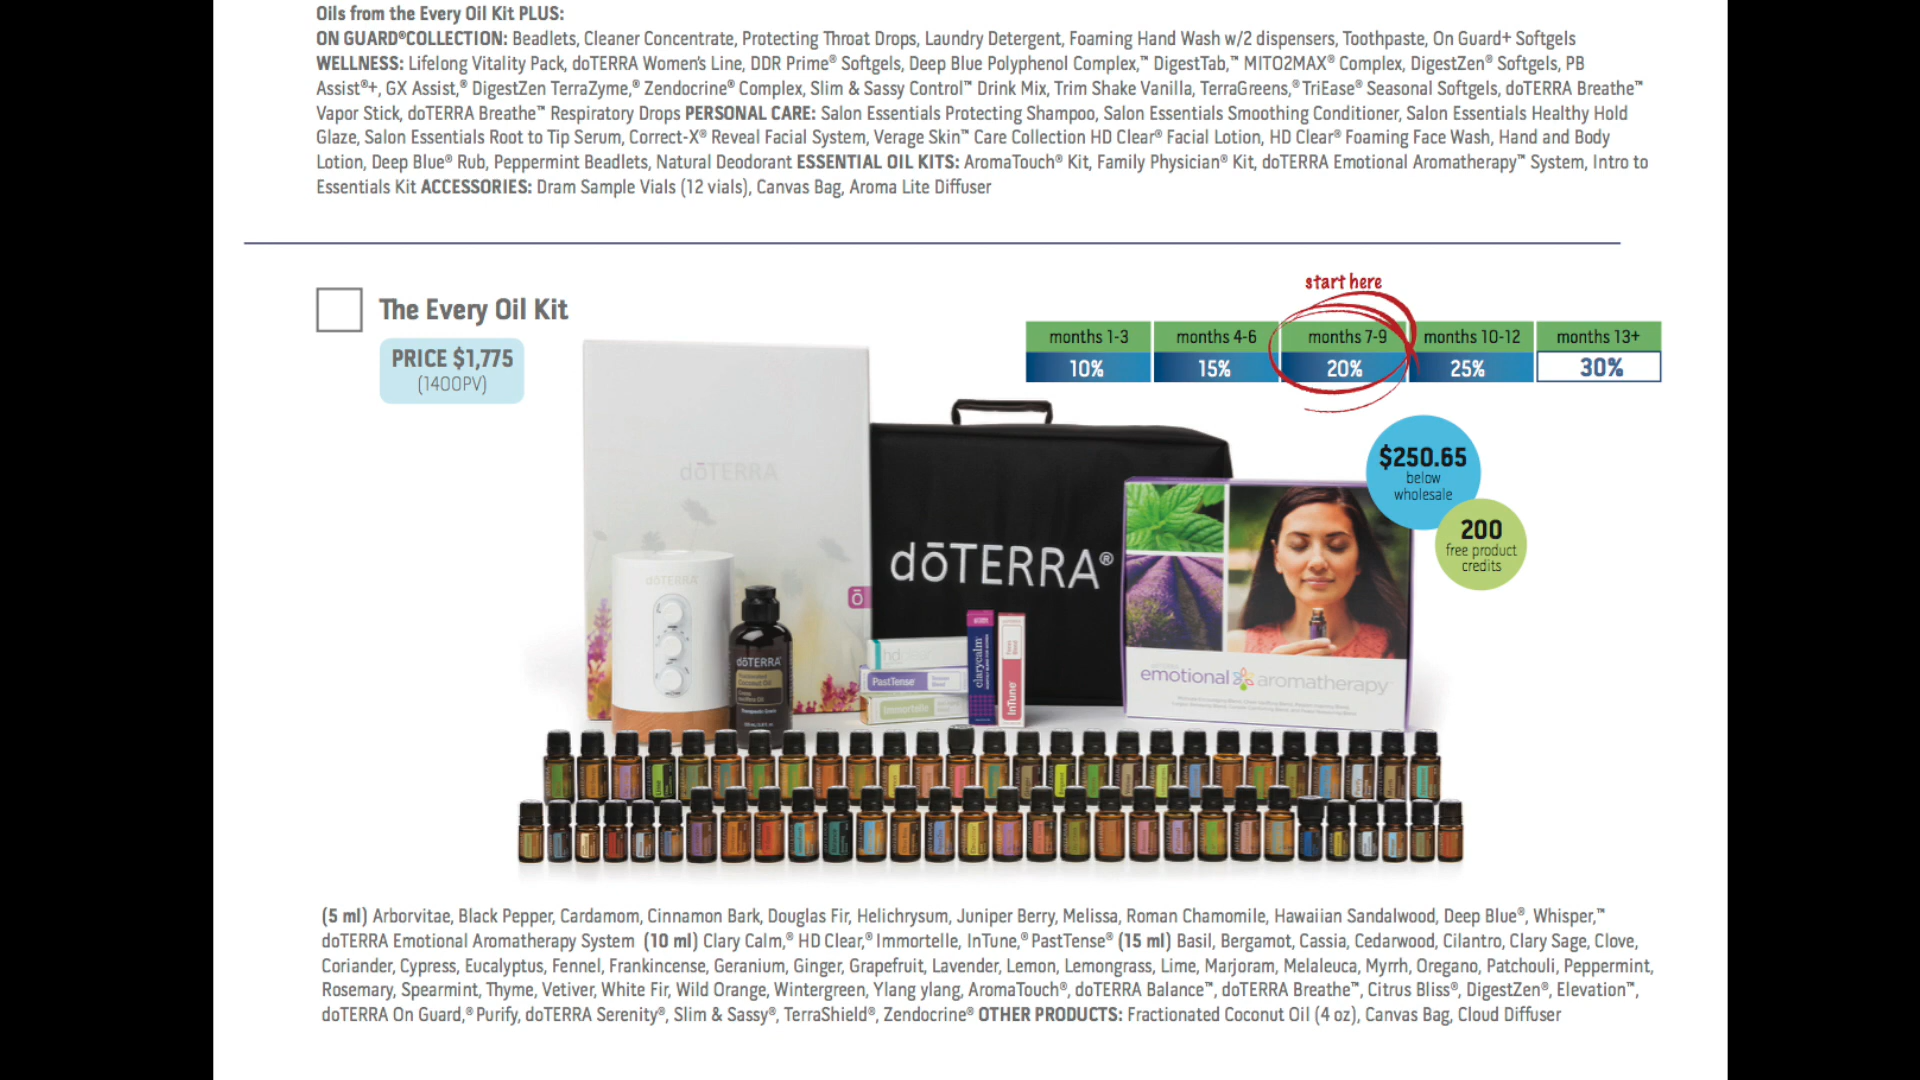 Oils from the Every Oil Kit PLUS:
ON GUARD®COLLECTION: Beadlets, Cleaner Concentrate, Protecting Throat Drops, Laundry Detergent, Foaming Hand Wash w/2 dispensers, Toothpaste, On Guard+ Softgels
WELLNESS: Lifelong Vitality Pack, doTERRA Women's Line, DDR Prime® Softgels, Deep Blue Polyphenol Complex,™ DigestTab,™ MITO2MAX® Complex, DigestZen® Softgels, PB
Assist®+, GX Assist,® DigestZen TerraZyme,® Zendocrine® Complex, Slim & Sassy Control™ Drink Mix, Trim Shake Vanilla, TerraGreens,® TriEase® Seasonal Softgels, doTERRA Breathe™
Vapor Stick, doTERRA Breathe™ Respiratory Drops PERSONAL CARE: Salon Essentials Protecting Shampoo, Salon Essentials Smoothing Conditioner, Salon Essentials Healthy Hold
Glaze, Salon Essentials Root to Tip Serum, Correct-X® Reveal Facial System, Verage Skin™ Care Collection HD Clear® Facial Lotion, HD Clear® Foaming Face Wash, Hand and Body
Lotion, Deep Blue® Rub, Peppermint Beadlets, Natural Deodorant ESSENTIAL OIL KITS: AromaTouch® Kit, Family Physician® Kit, doTERRA Emotional Aromatherapy™ System, Intro to
Essentials Kit ACCESSORIES: Dram Sample Vials (12 vials), Canvas Bag, Aroma Lite Diffuser
start here
The Every Oil Kit
PRICE $1,775
(1400PV)
months 1-3 months 4-6 months 7-9 months 10-12 months 13+
10% 15% 20% 25% 30%
$250.65
below
wholesale
200
free product
credits
dōTERRA
dōTERRA®
dōTERRA
ō
dōTERRA
Coconut Oil
hd
PastTense
Immortelle
clarycalm
InTune
emotional aromatherapy™
(5 ml) Arborvitae, Black Pepper, Cardamom, Cinnamon Bark, Douglas Fir, Helichrysum, Juniper Berry, Melissa, Roman Chamomile, Hawaiian Sandalwood, Deep Blue®, Whisper,™
doTERRA Emotional Aromatherapy System (10 ml) Clary Calm,® HD Clear,® Immortelle, InTune,® PastTense® (15 ml) Basil, Bergamot, Cassia, Cedarwood, Cilantro, Clary Sage, Clove,
Coriander, Cypress, Eucalyptus, Fennel, Frankincense, Geranium, Ginger, Grapefruit, Lavender, Lemon, Lemongrass, Lime, Marjoram, Melaleuca, Myrrh, Oregano, Patchouli, Peppermint,
Rosemary, Spearmint, Thyme, Vetiver, White Fir, Wild Orange, Wintergreen, Ylang ylang, AromaTouch®, doTERRA Balance™, doTERRA Breathe™, Citrus Bliss®, DigestZen®, Elevation™,
doTERRA On Guard,® Purify, doTERRA Serenity®, Slim & Sassy®, TerraShield®, Zendocrine® OTHER PRODUCTS: Fractionated Coconut Oil (4 oz), Canvas Bag, Cloud Diffuser